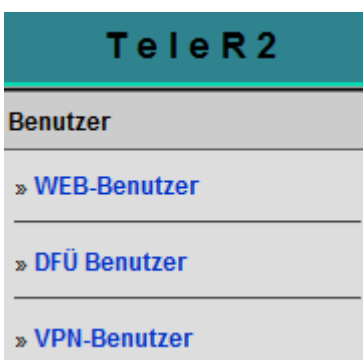 TeleR2
Benutzer
» WEB-Benutzer
» DFÜ Benutzer
» VPN-Benutzer